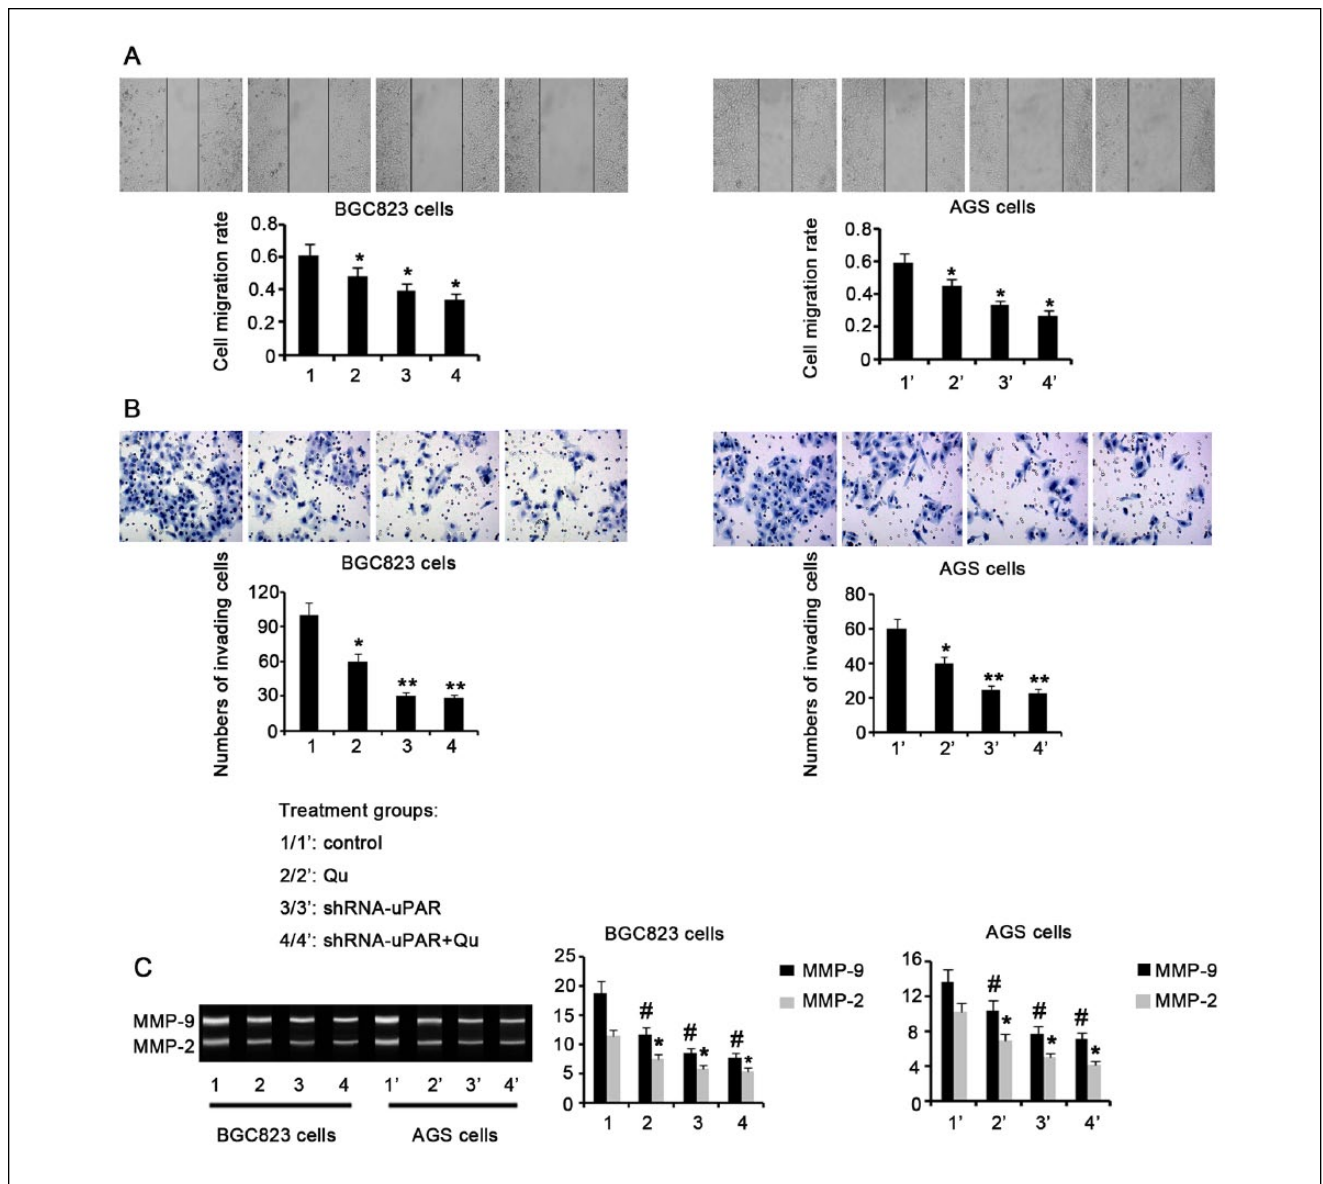 A
BGC823 cells
AGS cells
Cell migration rate
0.8
0.6
0.4
0.2
0
*
*
*
1 2 3 4
Cell migration rate
0.8
0.6
0.4
0.2
0
*
*
*
1’ 2’ 3’ 4’
B
BGC823 cels
AGS cells
Numbers of invading cells
120
90
60
30
0
*
**
**
1 2 3 4
Numbers of invading cells
80
60
40
20
0
*
**
**
1’ 2’ 3’ 4’
Treatment groups:
1/1’: control
2/2’: Qu
3/3’: shRNA-uPAR
4/4’: shRNA-uPAR+Qu
C
MMP-9
MMP-2
1 2 3 4 1’ 2’ 3’ 4’
BGC823 cells
AGS cells
BGC823 cells
25
20
15
10
5
0
# *
# *
# *
1 2 3 4
MMP-9
MMP-2
AGS cells
16
12
8
4
0
# *
# *
# *
1’ 2’ 3’ 4’
MMP-9
MMP-2